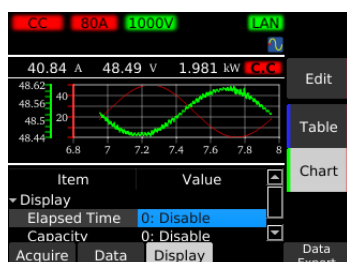 CC 80A 1000V LAN
40.84 A 48.49 V 1.981 kW C.C
Edit
48.62
48.56
48.5
48.44
40
20
6.8 7 7.2 7.4 7.6 7.8 8
Table
Chart
Item Value
Display
Elapsed Time 0: Disable
Capacity 0: Disable
Acquire Data Display Data
Export